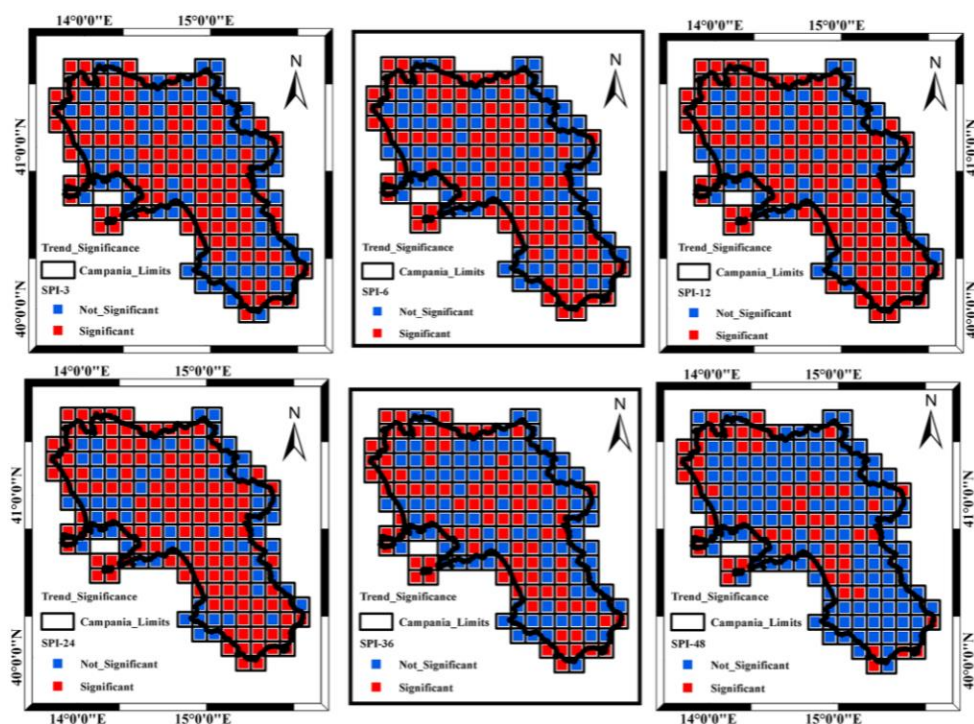 14°0'0"E 15°0'0"E 14°0'0"E 15°0'0"E
N N N
41°0'0"N 41°0'0"N
Trend_Significance Trend_Significance Trend_Significance
Campania_Limits Campania_Limits Campania_Limits
SPI-3 SPI-6 SPI-12
Not_Significant Not_Significant Not_Significant
Significant Significant Significant
40°0'0"N 40°0'0"N
14°0'0"E 15°0'0"E 14°0'0"E 15°0'0"E
N N N
41°0'0"N 41°0'0"N
Trend_Significance Trend_Significance Trend_Significance
Campania_Limits Campania_Limits Campania_Limits
SPI-24 SPI-36 SPI-48
Not_Significant Not_Significant Not_Significant
Significant Significant Significant
40°0'0"N 40°0'0"N
14°0'0"E 15°0'0"E 14°0'0"E 15°0'0"E